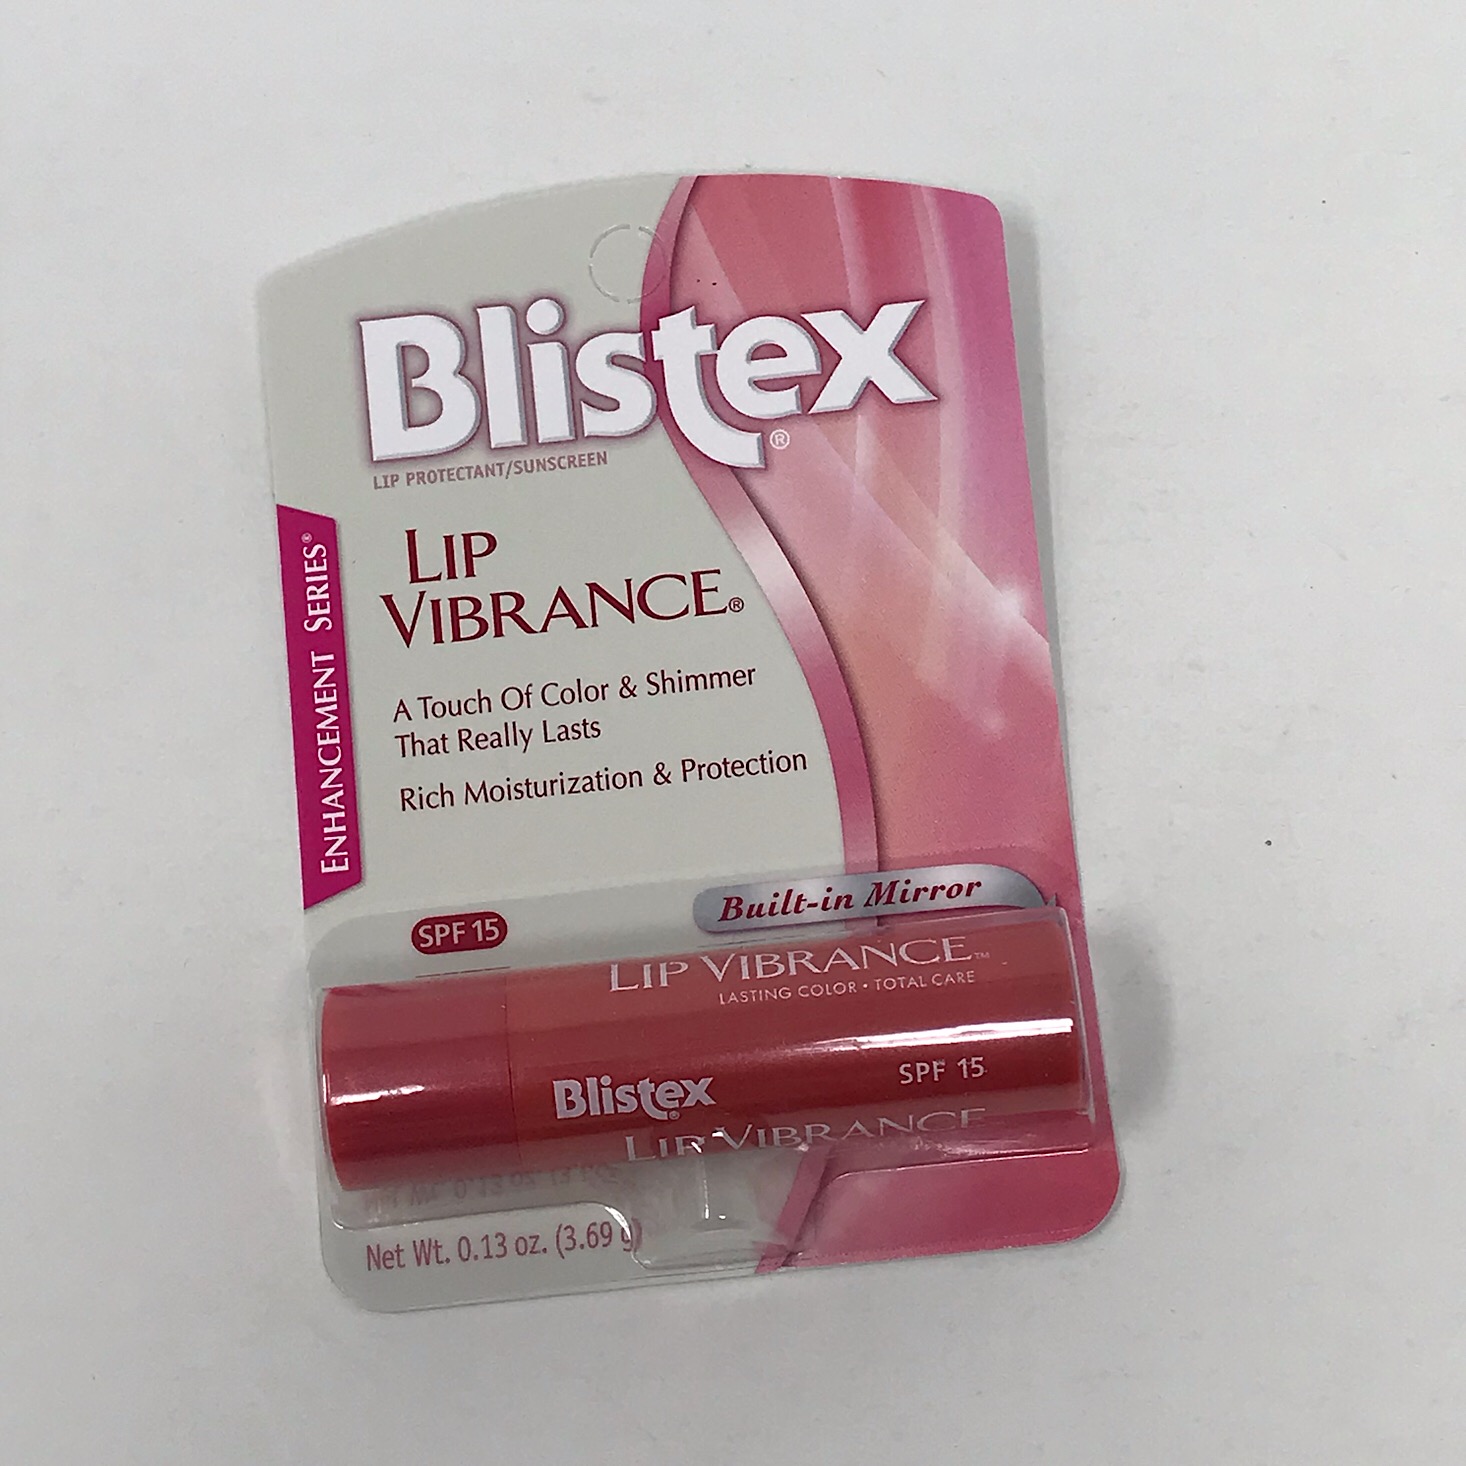 Blistex®
LIP PROTECTANT/SUNSCREEN
ENHANCEMENT SERIES®
LIP
VIBRANCE®
A Touch Of Color & Shimmer
That Really Lasts
Rich Moisturization & Protection
Built-in Mirror
SPF 15
LIP VIBRANCE™
LASTING COLOR • TOTAL CARE
SPF 15
Blistex®
LIP VIBRANCE
Net Wt. 0.13 oz. (3.69 g)